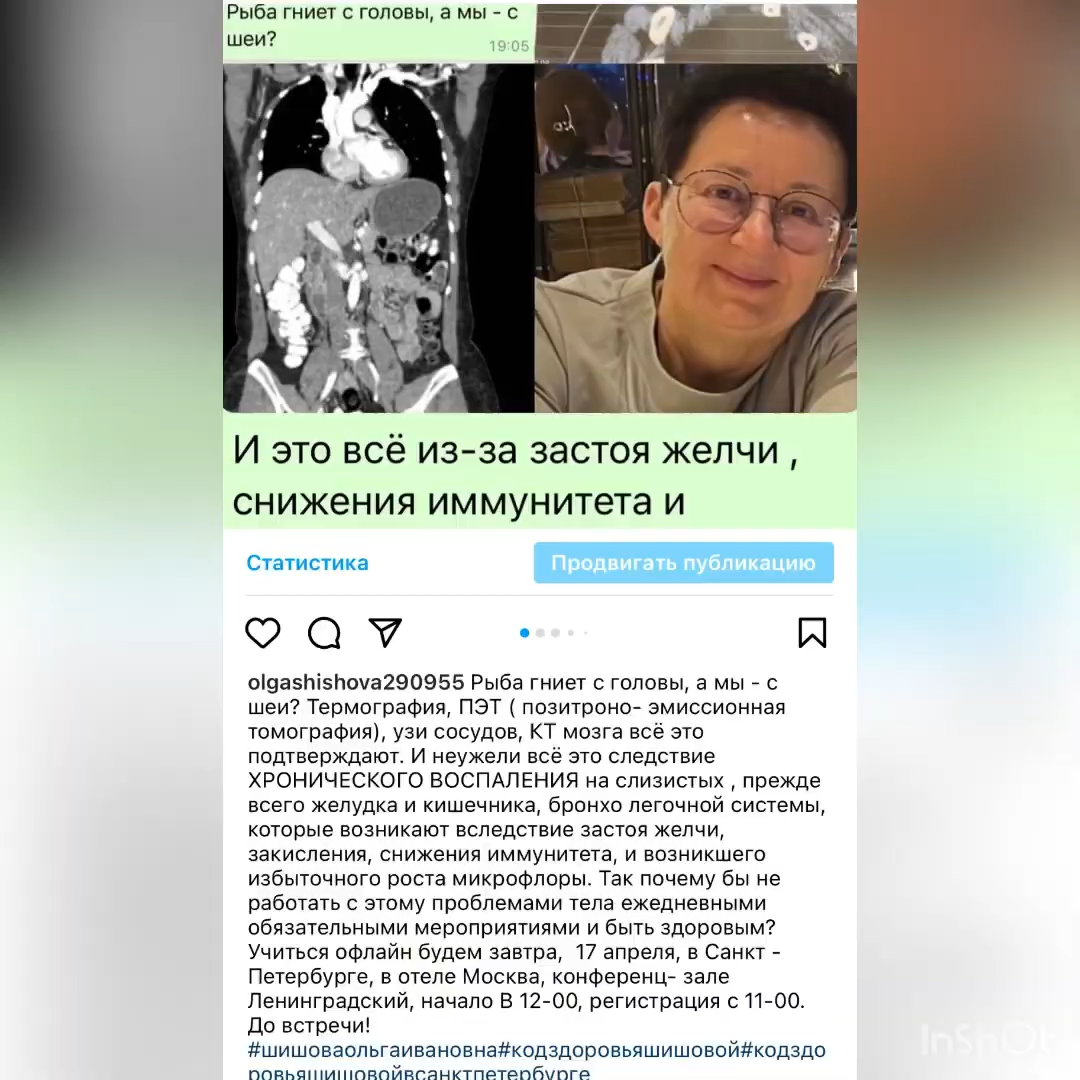 Рыба гниет с головы, а мы - с
шеи?
19:05
И это всё из-за застоя желчи ,
снижения иммунитета и
Статистика
Продвигать публикацию
olgashishova290955 Рыба гниет с головы, а мы - с
шеи? Термография, ПЭТ ( позитроно- эмиссионная
томография), узи сосудов, КТ мозга всё это
подтверждают. И неужели всё это следствие
ХРОНИЧЕСКОГО ВОСПАЛЕНИЯ на слизистых , прежде
всего желудка и кишечника, бронхо легочной системы,
которые возникают вследствие застоя желчи,
закисления, снижения иммунитета, и возникшего
избыточного роста микрофлоры. Так почему бы не
работать с этому проблемами тела ежедневными
обязательными мероприятиями и быть здоровым?
Учиться офлайн будем завтра,  17 апреля, в Санкт -
Петербурге, в отеле Москва, конференц- зале
Ленинградский, начало В 12-00, регистрация с 11-00.
До встречи!
#шишоваольгаивановна#кодздоровьяшишовой#кодздо
ровьяшишовойвсанктпетербурге
InShOt